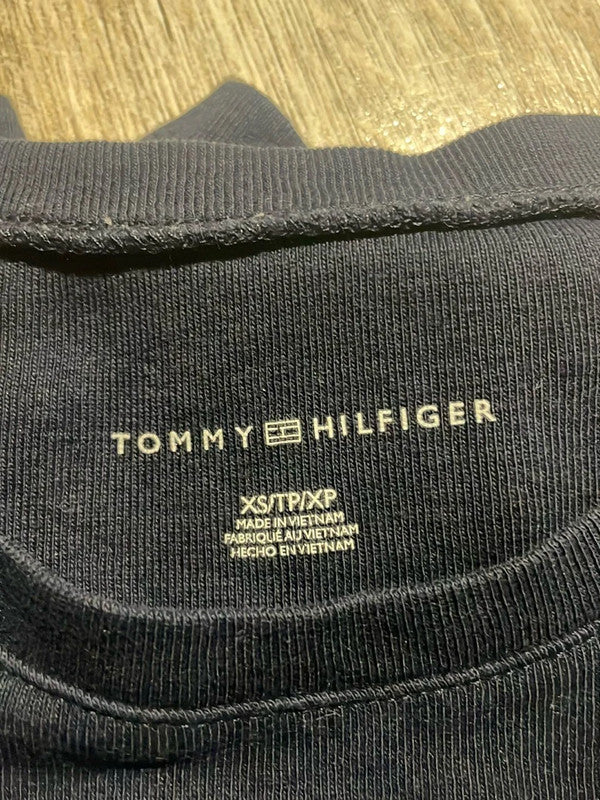 TOMMY HILFIGER
XS/TP/XP
MADE IN VIETNAM
FABRIQUÉ AU VIETNAM
HECHO EN VIETNAM